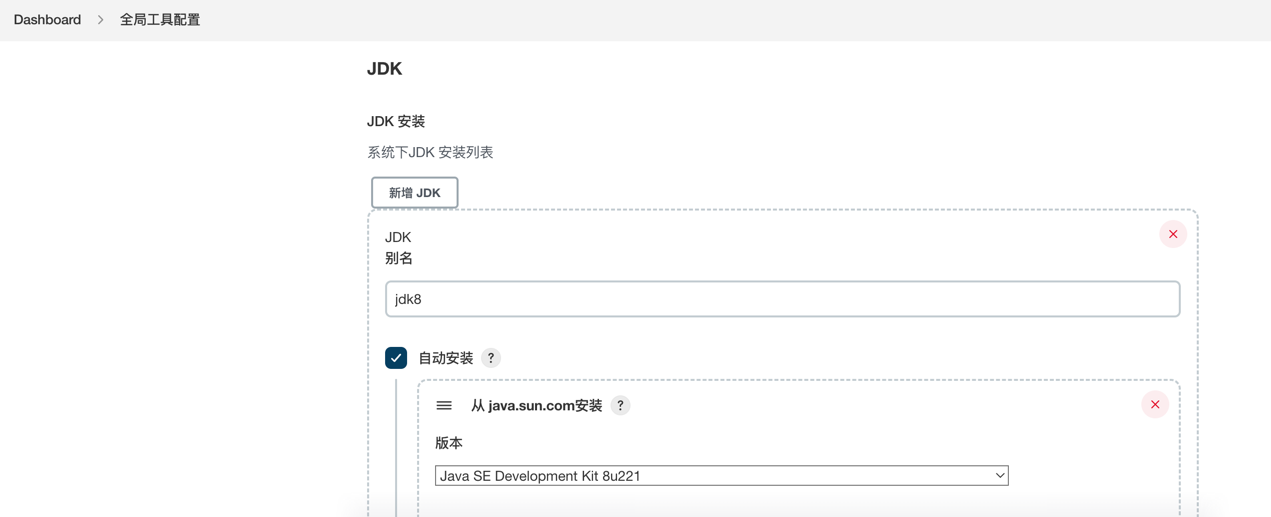 Dashboard > 全局工具配置
JDK
JDK 安装
系统下JDK 安装列表
新增 JDK
JDK
别名
jdk8
自动安装 ?
从 java.sun.com安装 ?
版本
Java SE Development Kit 8u221